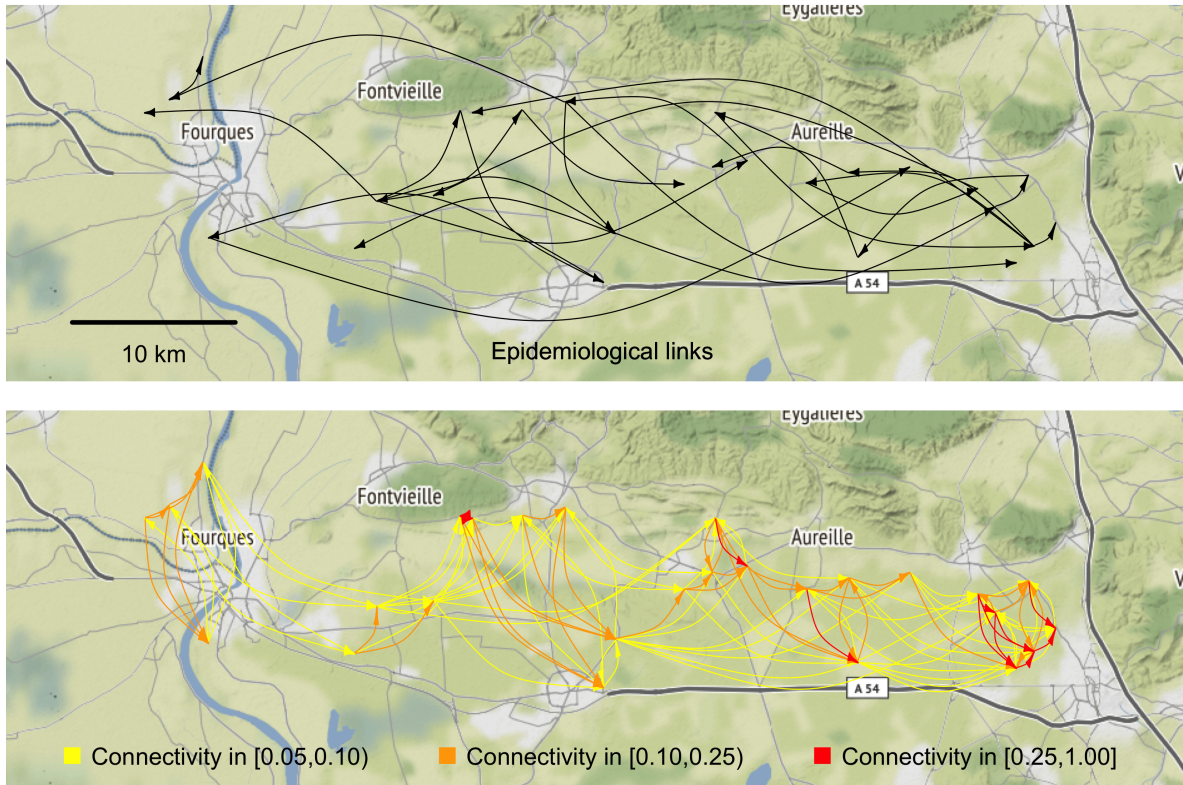 Eygalières
Fontvieille
Fourques
Aureille
A 54
10 km
Epidemiological links
Eygalières
Fontvieille
Fourques
Aureille
A 54
Connectivity in [0.05,0.10)
Connectivity in [0.10,0.25)
Connectivity in [0.25,1.00]